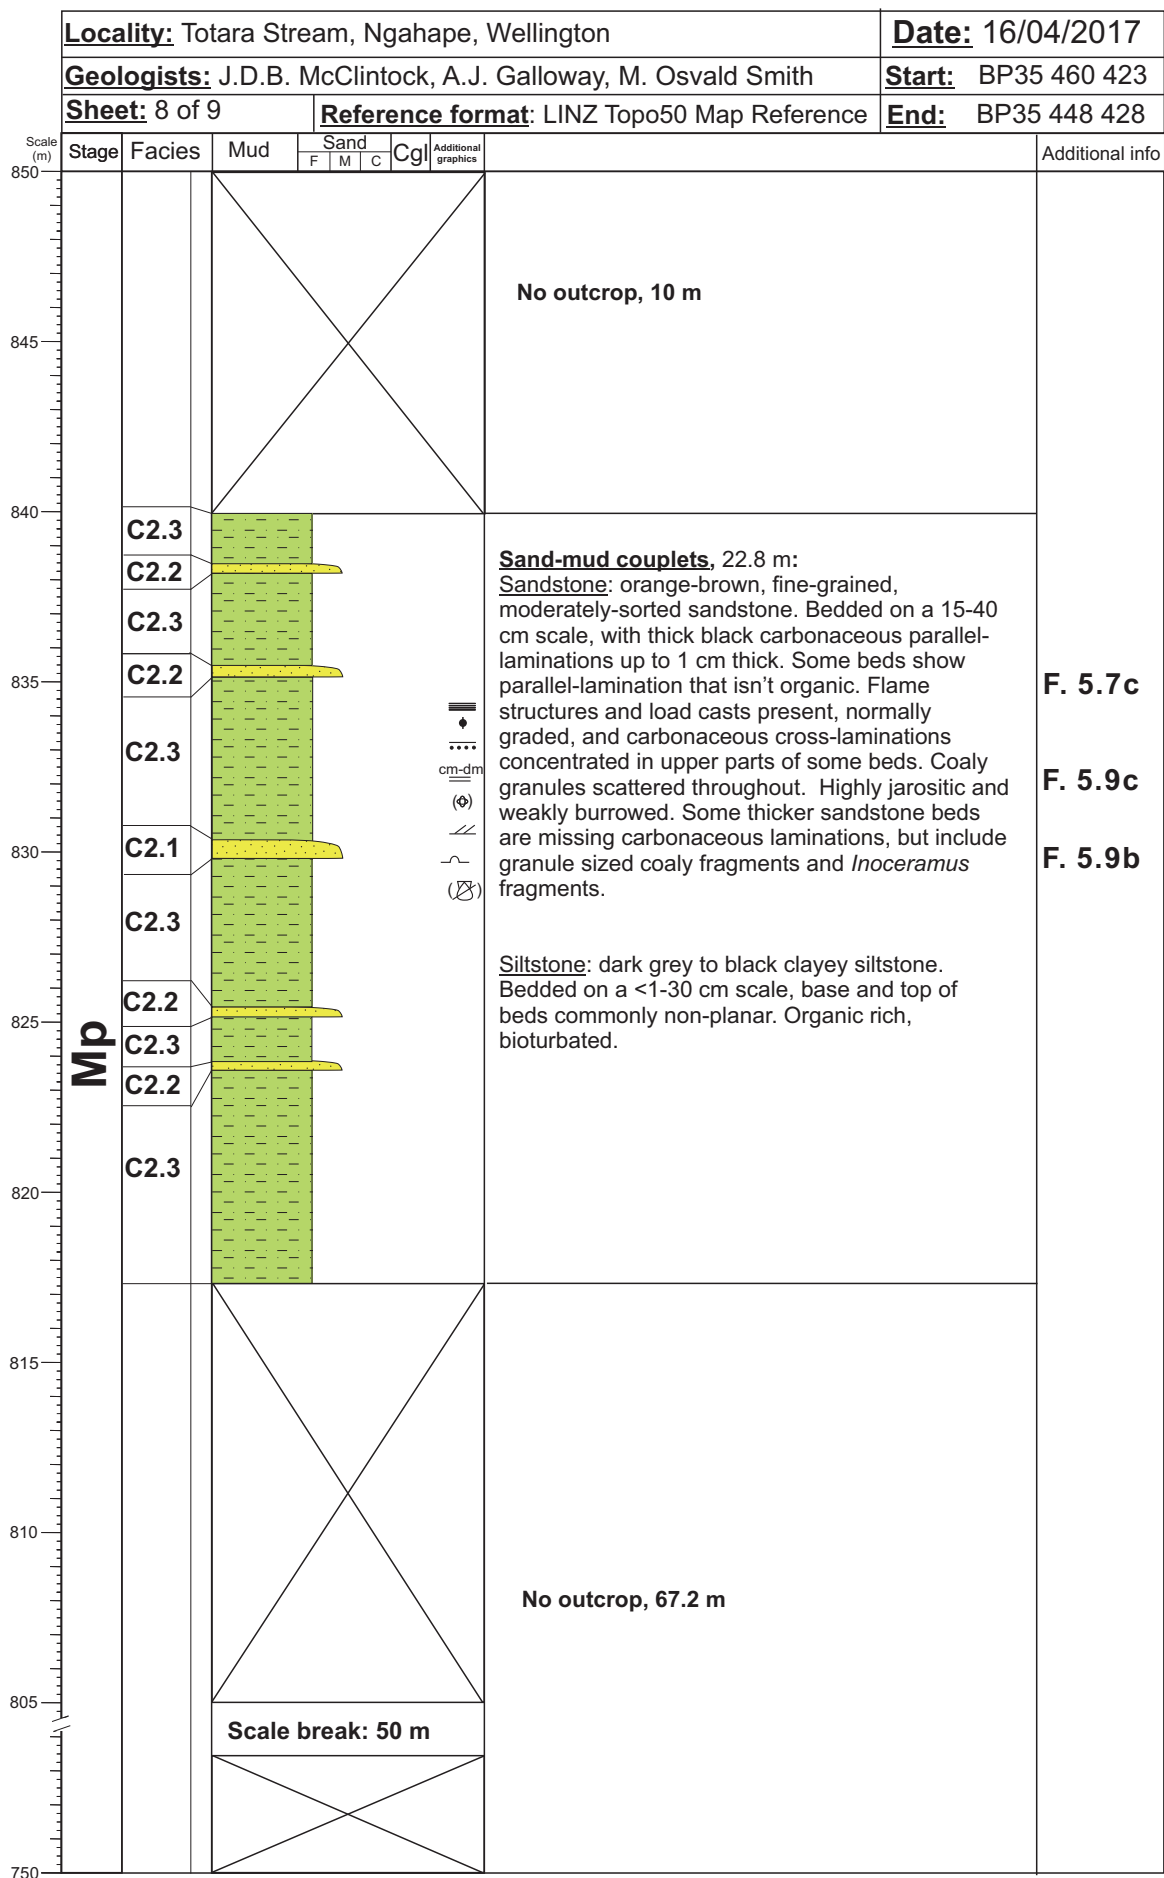 Locality: Totara Stream, Ngahape, Wellington
Date: 16/04/2017
Geologists: J.D.B. McClintock, A.J. Galloway, M. Osvald Smith
Start: BP35 460 423
Sheet: 8 of 9
Reference format: LINZ Topo50 Map Reference
End: BP35 448 428
Scale
(m)
Stage
Facies
Mud
Sand
F M C
Cgl
Additional
graphics
Additional info
850
No outcrop, 10 m
845
840
C2.3
C2.2
C2.3
C2.2
835
C2.3
C2.1
830
C2.3
C2.2
825
C2.3
C2.2
C2.3
820
Mp
cm-dm
Sand-mud couplets, 22.8 m:
Sandstone: orange-brown, fine-grained,
moderately-sorted sandstone. Bedded on a 15-40
cm scale, with thick black carbonaceous parallel-
laminations up to 1 cm thick. Some beds show
parallel-lamination that isn't organic. Flame
structures and load casts present, normally
graded, and carbonaceous cross-laminations
concentrated in upper parts of some beds. Coaly
granules scattered throughout. Highly jarositic and
weakly burrowed. Some thicker sandstone beds
are missing carbonaceous laminations, but include
granule sized coaly fragments and Inoceramus
fragments.
Siltstone: dark grey to black clayey siltstone.
Bedded on a <1-30 cm scale, base and top of
beds commonly non-planar. Organic rich,
bioturbated.
F. 5.7c
F. 5.9c
F. 5.9b
815
810
No outcrop, 67.2 m
805
Scale break: 50 m
750